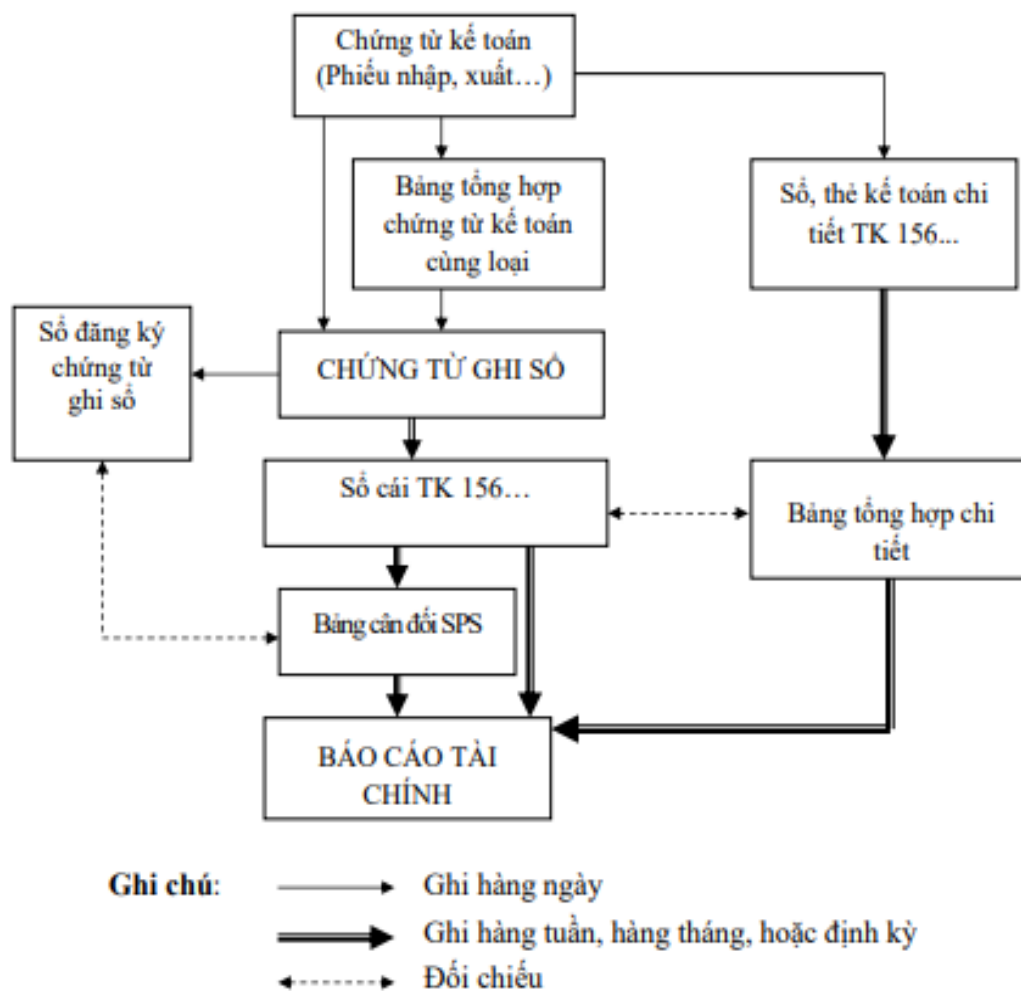 Chứng từ kế toán
(Phiếu nhập, xuất…)
Bảng tổng hợp
chứng từ kế toán
cùng loại
Sổ, thẻ kế toán chi
tiết TK 156...
Sổ đăng ký
chứng từ
ghi sổ
CHỨNG TỪ GHI SỔ
Sổ cái TK 156…
Bảng tổng hợp chi
tiết
Bảng cân đối SPS
BÁO CÁO TÀI
CHÍNH
Ghi chú:
Ghi hàng ngày
Ghi hàng tuần, hàng tháng, hoặc định kỳ
Đối chiếu